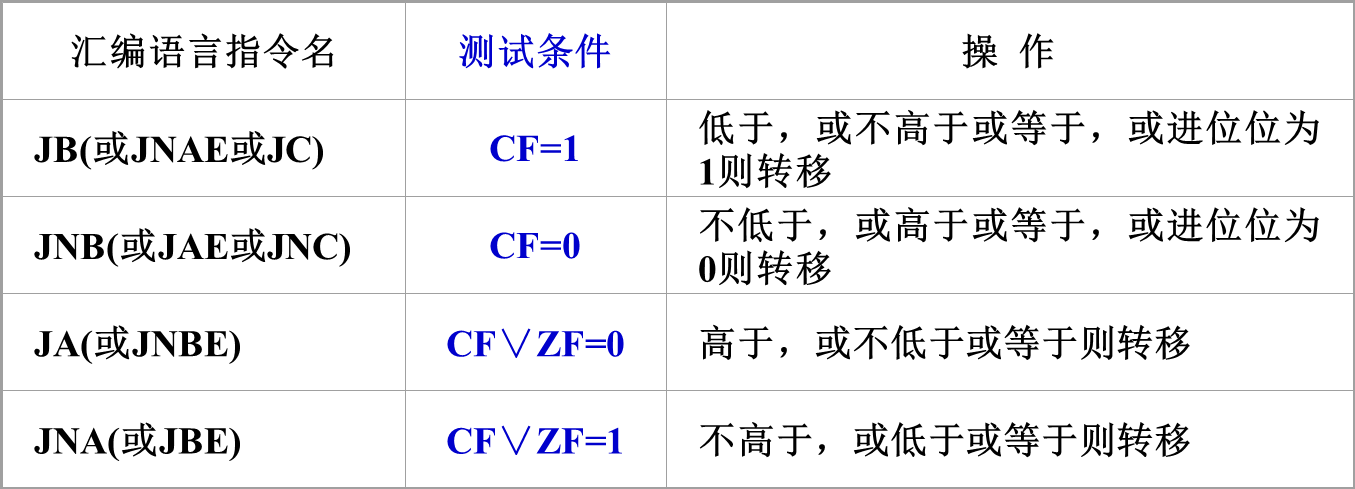 汇编语言指令名
测试条件
操 作
JB(或JNAE或JC)
CF=1
低于，或不高于或等于，或进位位为
1则转移
JNB(或JAE或JNC)
CF=0
不低于，或高于或等于，或进位位为
0则转移
JA(或JNBE)
CF∨ZF=0
高于，或不低于或等于则转移
JNA(或JBE)
CF∨ZF=1
不高于，或低于或等于则转移